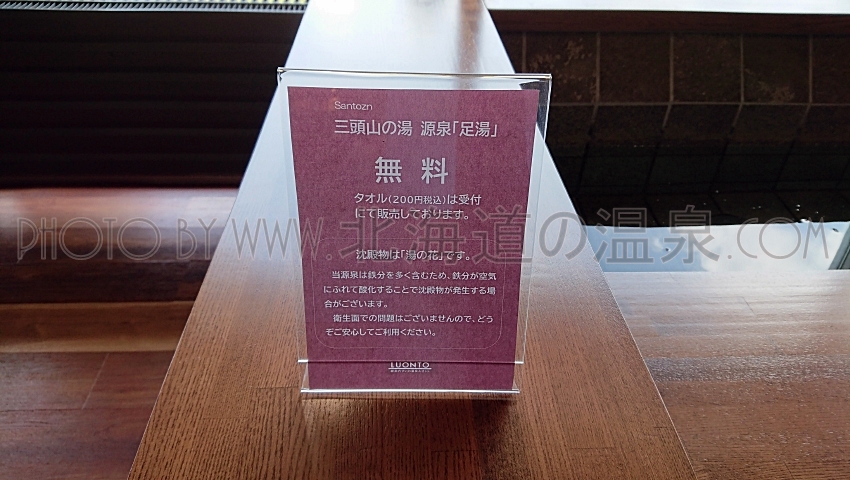 Santozn
三頭山の湯 源泉「足湯」
無料
タオル(200円税込)は受付
にて販売しております。
沈殿物は「湯の花」です。
当源泉は鉄分を多く含むため、鉄分が空気
にふれて酸化することで沈殿物が発生する場
合がございます。
衛生面での問題はございませんので、どう
ぞご安心してご利用ください。
LUONTO
PHOTO BY WWW.北海道の温泉.COM